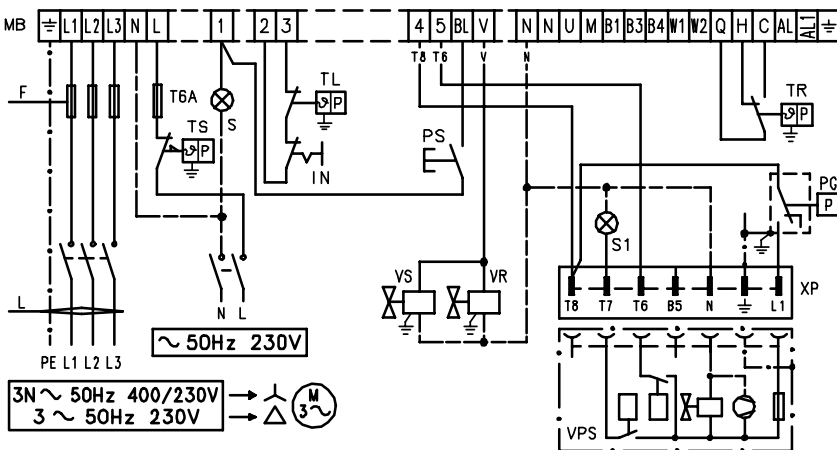 MB ⏚ L1 L2 L3 N L 1 2 3 4 5 BL V N N U M B1 B3 B4 W1 W2 Q H C AL AL1 ⏚
T8 T6 V N
F T6A S TL ϑ P TR ϑ P
TS ϑ P PS
IN PG P
S1
VS VR XP
L N L T8 T7 T6 B5 N ⏚ L1
∼ 50Hz 230V
PE L1 L2 L3
3N ∼ 50Hz 400/230V
3 ∼ 50Hz 230V
M
3∼
VPS